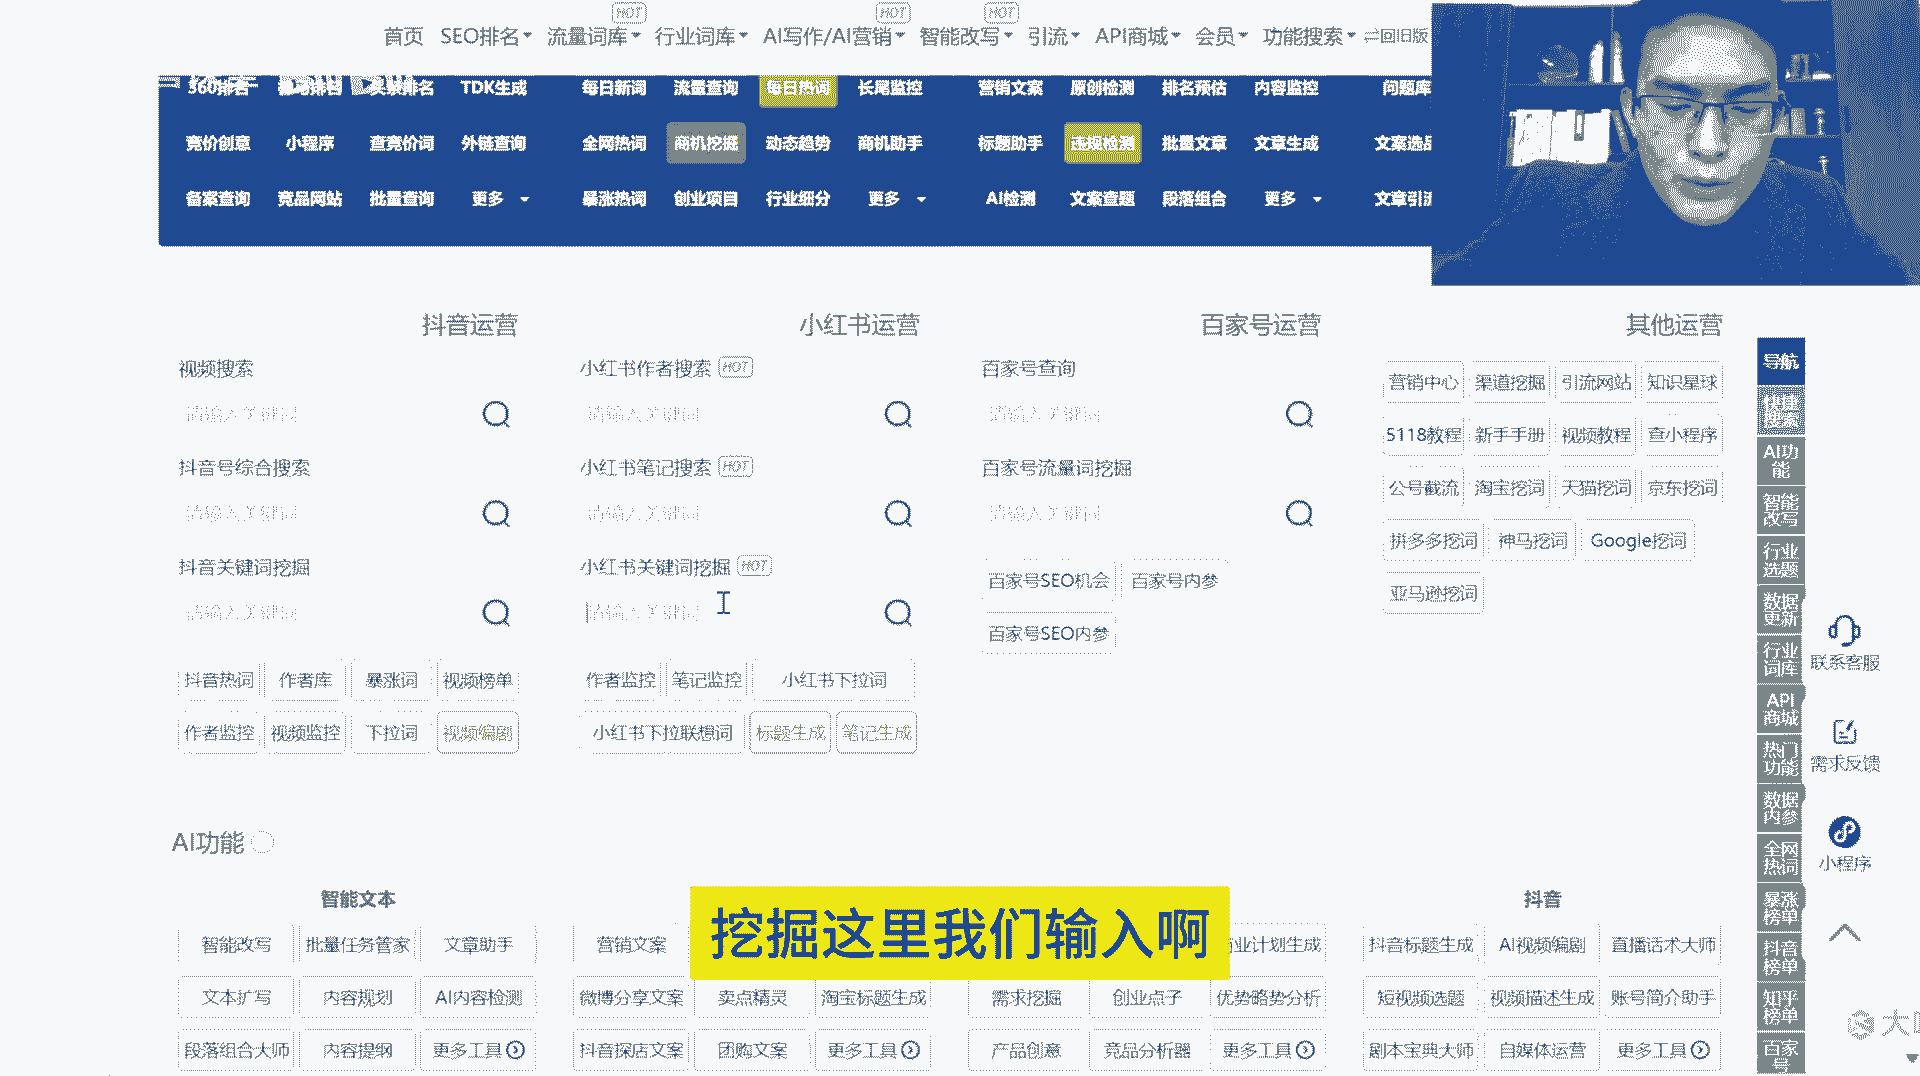 HOT HOT HOT
首页 SEO排名 流量词库 行业词库 AI写作/AI营销 智能改写 引流 API商城 会员 功能搜索 回旧版
360排名 头条排名 TDK生成 每日新词 流量查询 每日热词 长尾监控 营销文案 原创检测 排名预估 内容监控 问题库
竞价创意 小程序 查竞价词 外链查询 全网热词 商机挖掘 动态趋势 商机助手 标题助手 违规检测 批量文章 文章生成 文案选品
备案查询 竞品网站 批量查询 更多 暴涨热词 创业项目 行业细分 更多 AI检测 文案查题 段落组合 更多 文章引流
抖音运营 小红书运营 百家号运营 其他运营
视频搜索 小红书作者搜索 HOT 百家号查询
请输入关键词 请输入关键词 请输入关键词
抖音号综合搜索 小红书笔记搜索 HOT 百家号流量词挖掘
请输入关键词 请输入关键词 请输入关键词
抖音关键词挖掘 小红书关键词挖掘 HOT
请输入关键词 请输入关键词
营销中心 渠道挖掘 引流网站 知识星球
5118教程 新手手册 视频教程 查小程序
公号截流 淘宝挖词 天猫挖词 京东挖词
拼多多挖词 神马挖词 Google挖词
亚马逊挖词
百家号SEO机会 百家号内参
百家号SEO内参
抖音热词 作者库 暴涨词 视频榜单 作者监控 笔记监控 小红书下拉词
作者监控 视频监控 下拉词 视频编剧 小红书下拉联想词 标题生成 笔记生成
AI功能
智能文本 抖音
智能改写 批量任务管家 文章助手 营销文案 业计划生成 抖音标题生成 AI视频编剧 直播话术大师
挖掘这里我们输入啊
文本扩写 内容规划 AI内容检测 微博分享文案 卖点精灵 淘宝标题生成 需求挖掘 创业点子 优势略势分析 短视频选题 视频描述生成 账号简介助手
段落组合大师 内容提纲 更多工具 抖音探店文案 团购文案 更多工具 产品创意 竞品分析器 更多工具 剧本宝典大师 自媒体运营 更多工具
导航
快捷搜索
AI功能
智能改写
行业选题
数据更新
行业词库
API商城
热门功能
数据内参
全网热词
暴涨榜单
抖音榜单
知乎榜单
百家号
联系客服
需求反馈
小程序